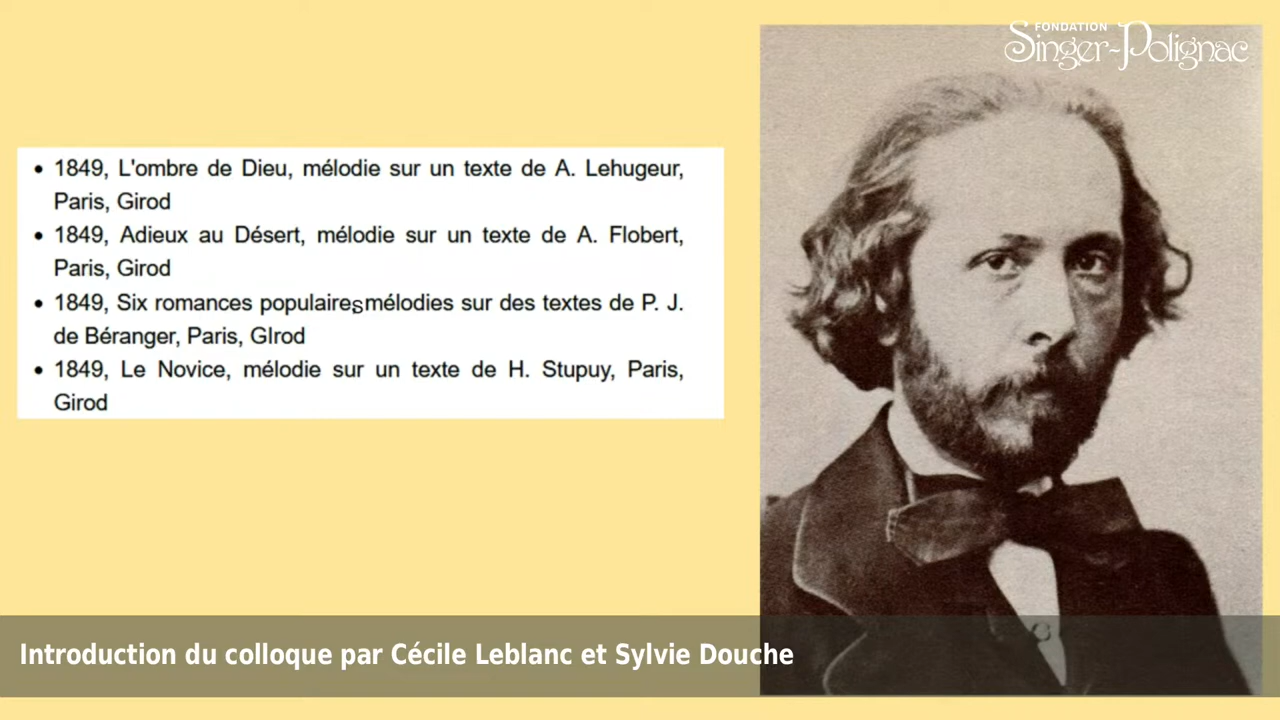 FONDATION
Singer-Polignac
• 1849, L'ombre de Dieu, mélodie sur un texte de A. Lehugeur,
Paris, Girod
• 1849, Adieux au Désert, mélodie sur un texte de A. Flobert,
Paris, Girod
• 1849, Six romances populaires mélodies sur des textes de P. J.
de Béranger, Paris, GIrod
• 1849, Le Novice, mélodie sur un texte de H. Stupuy, Paris,
Girod
Introduction du colloque par Cécile Leblanc et Sylvie Douche